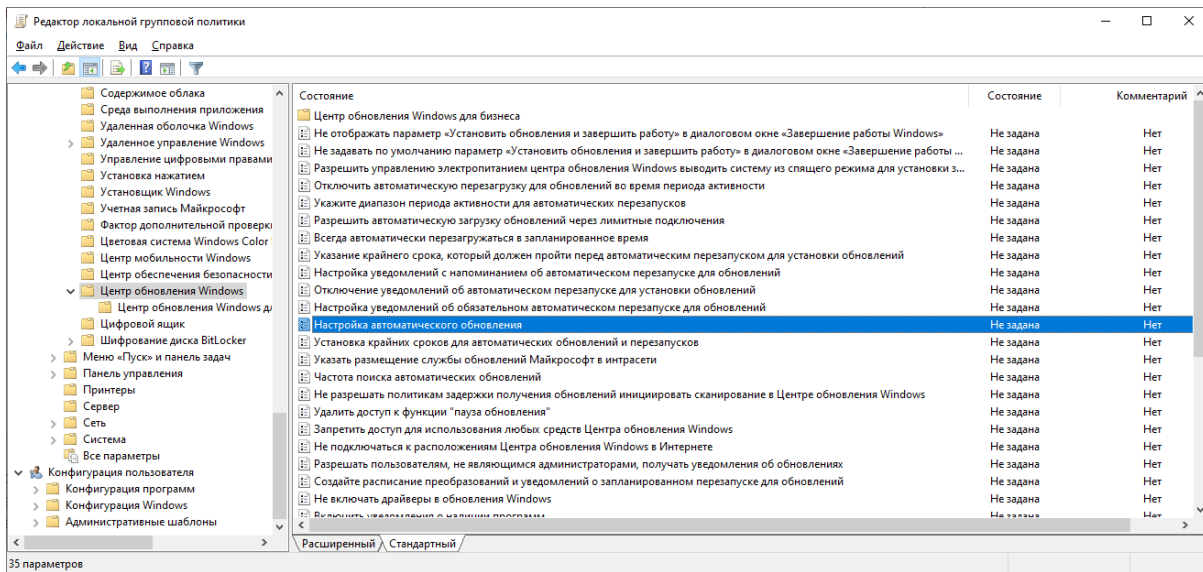 Редактор локальной групповой политики
Файл Действие Вид Справка
Содержимое облака
Среда выполнения приложения
Удаленная оболочка Windows
Удаленное управление Windows
Управление цифровыми правами
Установка нажатием
Установщик Windows
Учетная запись Майкрософт
Фактор дополнительной проверки
Цветовая система Windows Color
Центр мобильности Windows
Центр обеспечения безопасности
Центр обновления Windows
Центр обновления Windows дл
Цифровой ящик
Шифрование диска BitLocker
Меню «Пуск» и панель задач
Панель управления
Принтеры
Сервер
Сеть
Система
Все параметры
Конфигурация пользователя
Конфигурация программ
Конфигурация Windows
Административные шаблоны
Состояние Состояние Комментарий
Центр обновления Windows для бизнеса
Не отображать параметр «Установить обновления и завершить работу» в диалоговом окне «Завершение работы Windows» Не задана Нет
Не задавать по умолчанию параметр «Установить обновления и завершить работу» в диалоговом окне «Завершение работы ... Не задана Нет
Разрешить управлению электропитанием центра обновления Windows выводить систему из спящего режима для установки з... Не задана Нет
Отключить автоматическую перезагрузку для обновлений во время периода активности Не задана Нет
Укажите диапазон периода активности для автоматических перезапусков Не задана Нет
Разрешить автоматическую загрузку обновлений через лимитные подключения Не задана Нет
Всегда автоматически перезагружаться в запланированное время Не задана Нет
Указание крайнего срока, который должен пройти перед автоматическим перезапуском для установки обновлений Не задана Нет
Настройка уведомлений с напоминанием об автоматическом перезапуске для обновлений Не задана Нет
Отключение уведомлений об автоматическом перезапуске для установки обновлений Не задана Нет
Настройка уведомлений об обязательном автоматическом перезапуске для обновлений Не задана Нет
Настройка автоматического обновления Не задана Нет
Установка крайних сроков для автоматических обновлений и перезапусков Не задана Нет
Указать размещение службы обновлений Майкрософт в интрасети Не задана Нет
Частота поиска автоматических обновлений Не задана Нет
Не разрешать политикам задержки получения обновлений инициировать сканирование в Центре обновления Windows Не задана Нет
Удалить доступ к функции "пауза обновления" Не задана Нет
Запретить доступ для использования любых средств Центра обновления Windows Не задана Нет
Не подключаться к расположениям Центра обновления Windows в Интернете Не задана Нет
Разрешать пользователям, не являющимся администраторами, получать уведомления об обновлениях Не задана Нет
Создайте расписание преобразований и уведомлений о запланированном перезапуске для обновлений Не задана Нет
Не включать драйверы в обновления Windows Не задана Нет
Включить уведомления о наличии программ Не задана Нет
Расширенный Стандартный
35 параметров